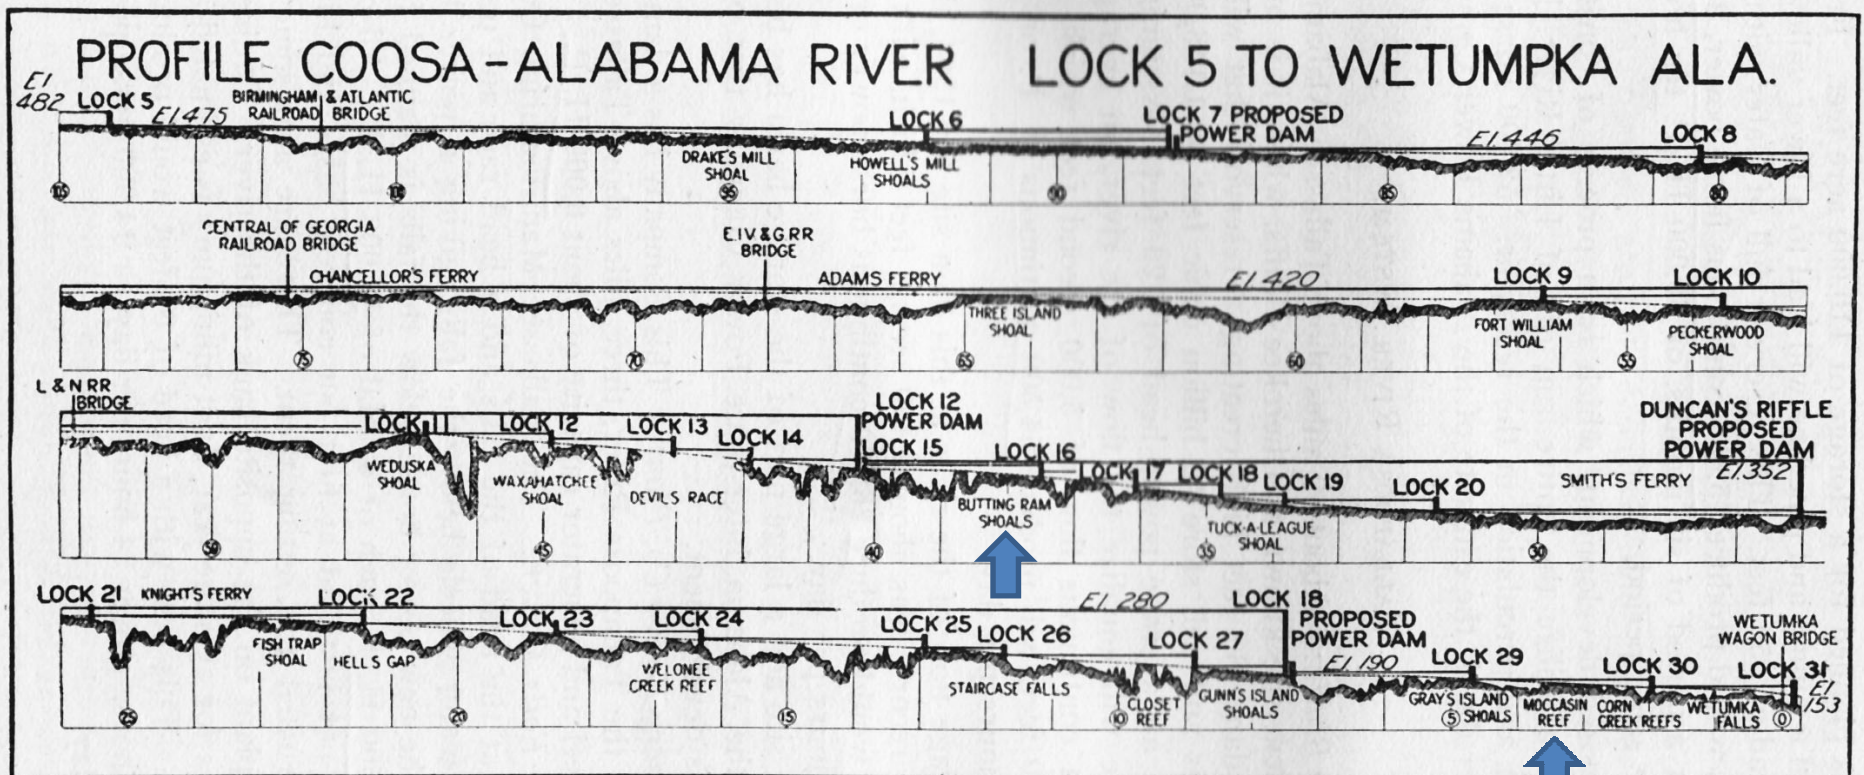 PROFILE COOSA-ALABAMA RIVER LOCK 5 TO WETUMPKA ALA.
El 482
LOCK 5
El 475
BIRMINGHAM & ATLANTIC
RAILROAD BRIDGE
LOCK 6
LOCK 7 PROPOSED
POWER DAM
El. 446
LOCK 8
DRAKE'S MILL
SHOAL
HOWELL'S MILL
SHOALS
105
95
90
85
80
CENTRAL OF GEORGIA
RAILROAD BRIDGE
CHANCELLOR'S FERRY
BRIDGE
ADAMS FERRY
El 420
LOCK 9
LOCK 10
THREE ISLAND
SHOAL
FORT WILLIAM
SHOAL
PECKERWOOD
SHOAL
75
70
65
60
55
L & N RR
BRIDGE
LOCK 11
LOCK 12
LOCK 13
LOCK 14
LOCK 12
POWER DAM
LOCK 15
LOCK 16
LOCK 17
LOCK 18
LOCK 19
LOCK 20
SMITH'S FERRY
DUNCAN'S RIFFLE
PROPOSED
POWER DAM
El.352
WEDUSKA
SHOAL
WAXAHATCHEE
SHOAL
DEVILS RACE
BUTTING RAM
SHOALS
TUCK-A-LEAGUE
SHOAL
50
45
40
35
30
LOCK 21
KNIGHT'S FERRY
LOCK 22
LOCK 23
LOCK 24
LOCK 25
LOCK 26
El. 280
LOCK 27
LOCK 18
PROPOSED
POWER DAM
El 190
LOCK 29
LOCK 30
WETUMKA
WAGON BRIDGE
LOCK 31
El 153
FISH TRAP
SHOAL
HELLS GAP
WELONEE
CREEK REEF
STAIRCASE FALLS
CLOSET
REEF
GUNN'S ISLAND
SHOALS
GRAY'S ISLAND
SHOALS
MOCCASIN
REEF
CORN
CREEK REEFS
WETUMKA
FALLS
25
20
15
10
5
0